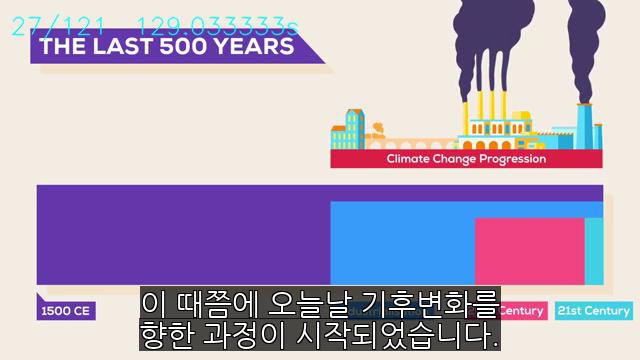 27/121 129.033333s
THE LAST 500 YEARS
Climate Change Progression
1500 CE
Century
21st Century
이 때쯤에 오늘날 기후변화를
향한 과정이 시작되었습니다.